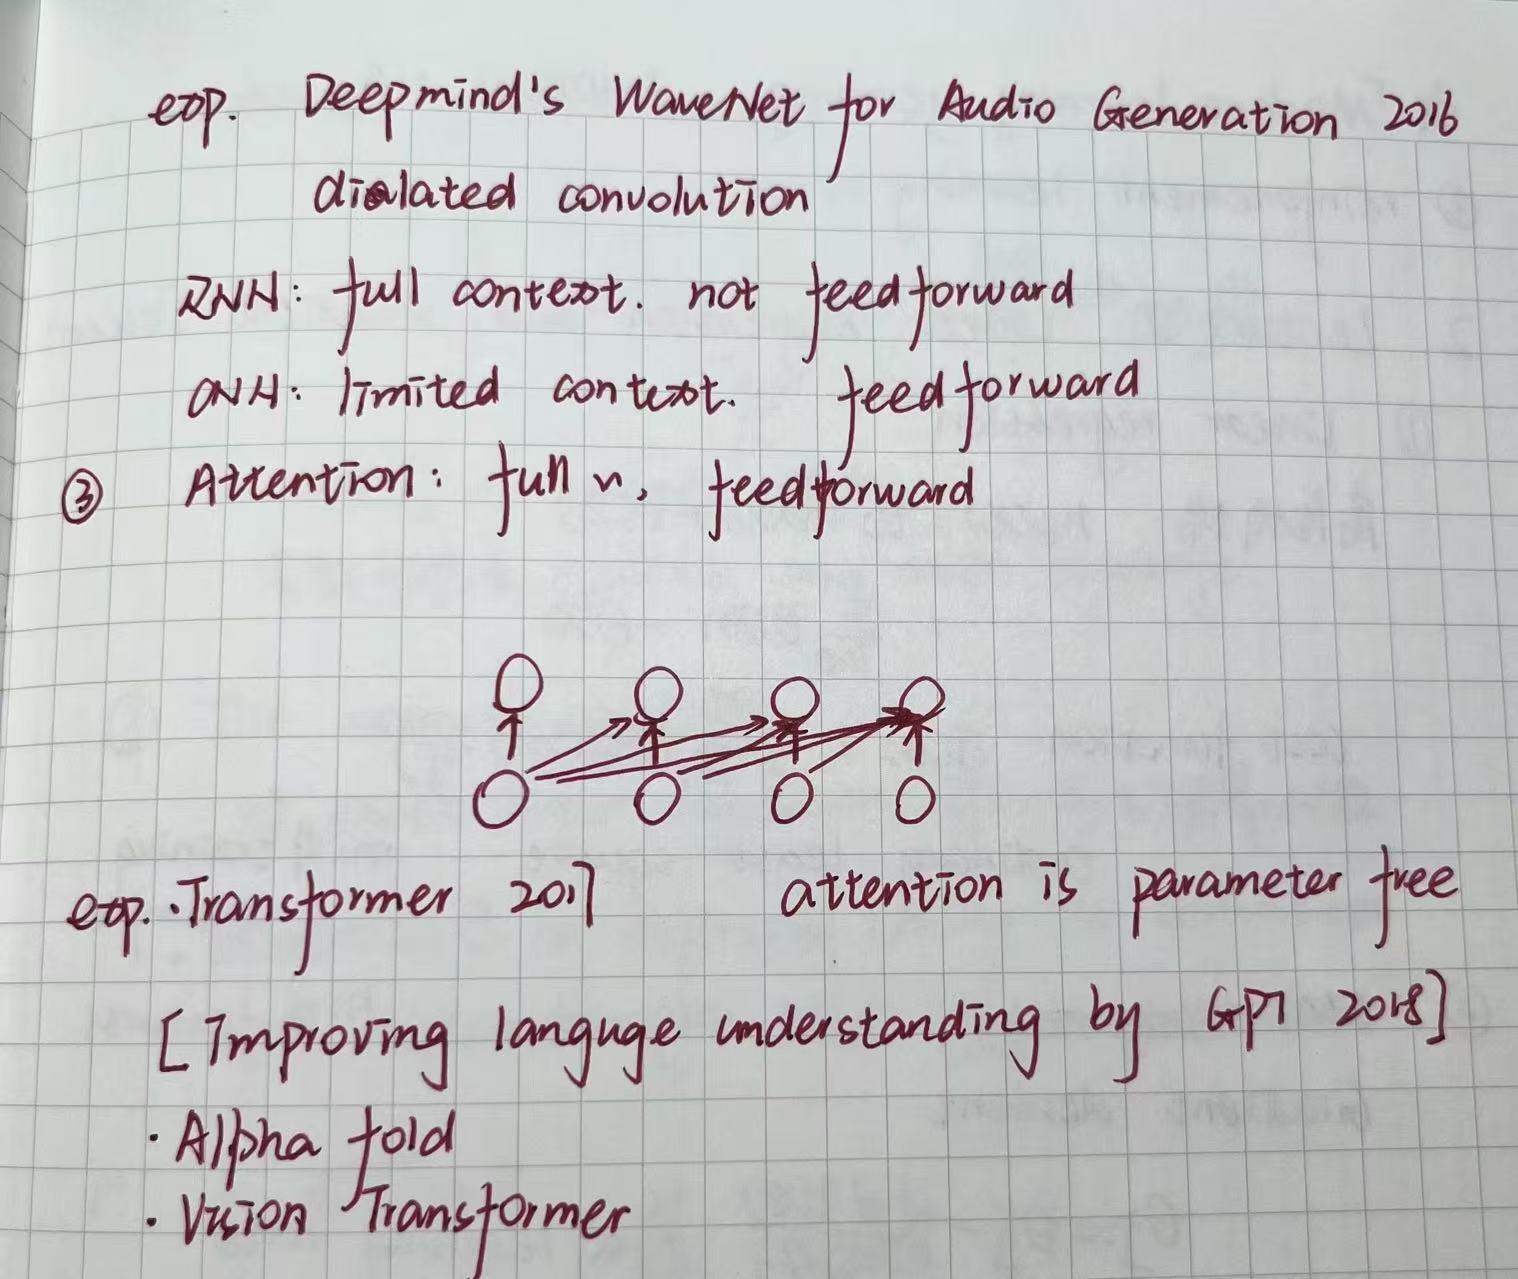 exp. Deepmind's WaveNet for Audio Generation 2016
dialated convolution
RNN: full context. not feedforward
CNN: limited context. feedforward
③ Attention: full ~, feedforward
exp. · Transformer 2017 attention is parameter free
[Improving languge understanding by GPT 2018]
· Alpha fold
· Vision Transformer